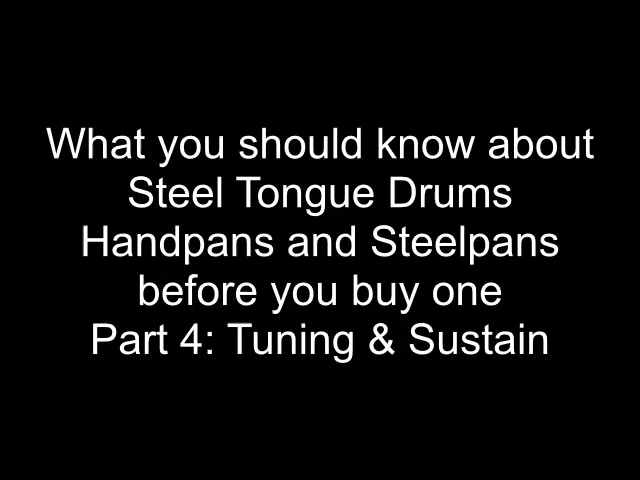 What you should know about
Steel Tongue Drums
Handpans and Steelpans
before you buy one
Part 4: Tuning & Sustain